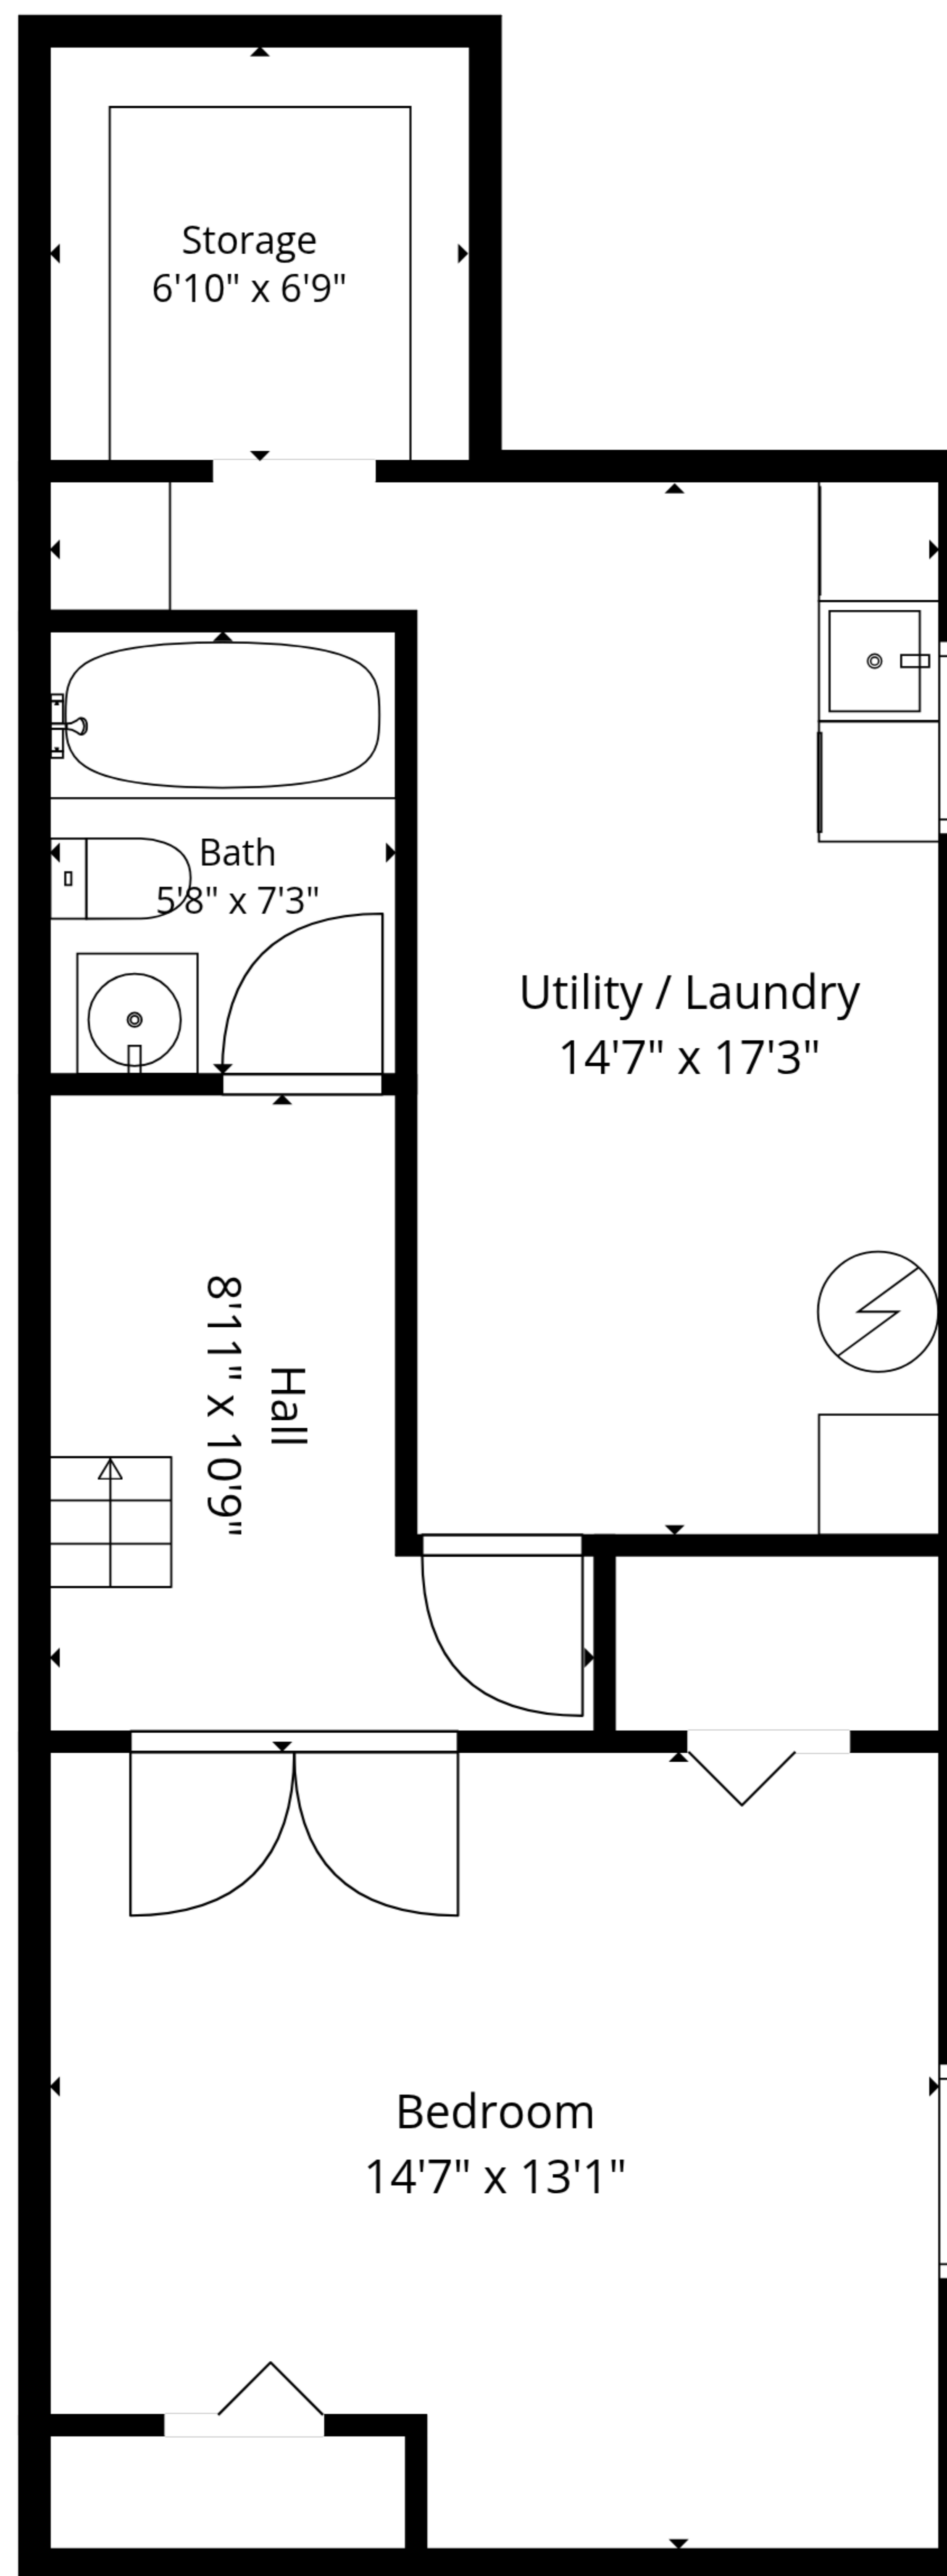 Storage
6'10" x 6'9"
Bath
5'8" x 7'3"
Utility / Laundry
14'7" x 17'3"
Hall
8'11" x 10'9"
Bedroom
14'7" x 13'1"